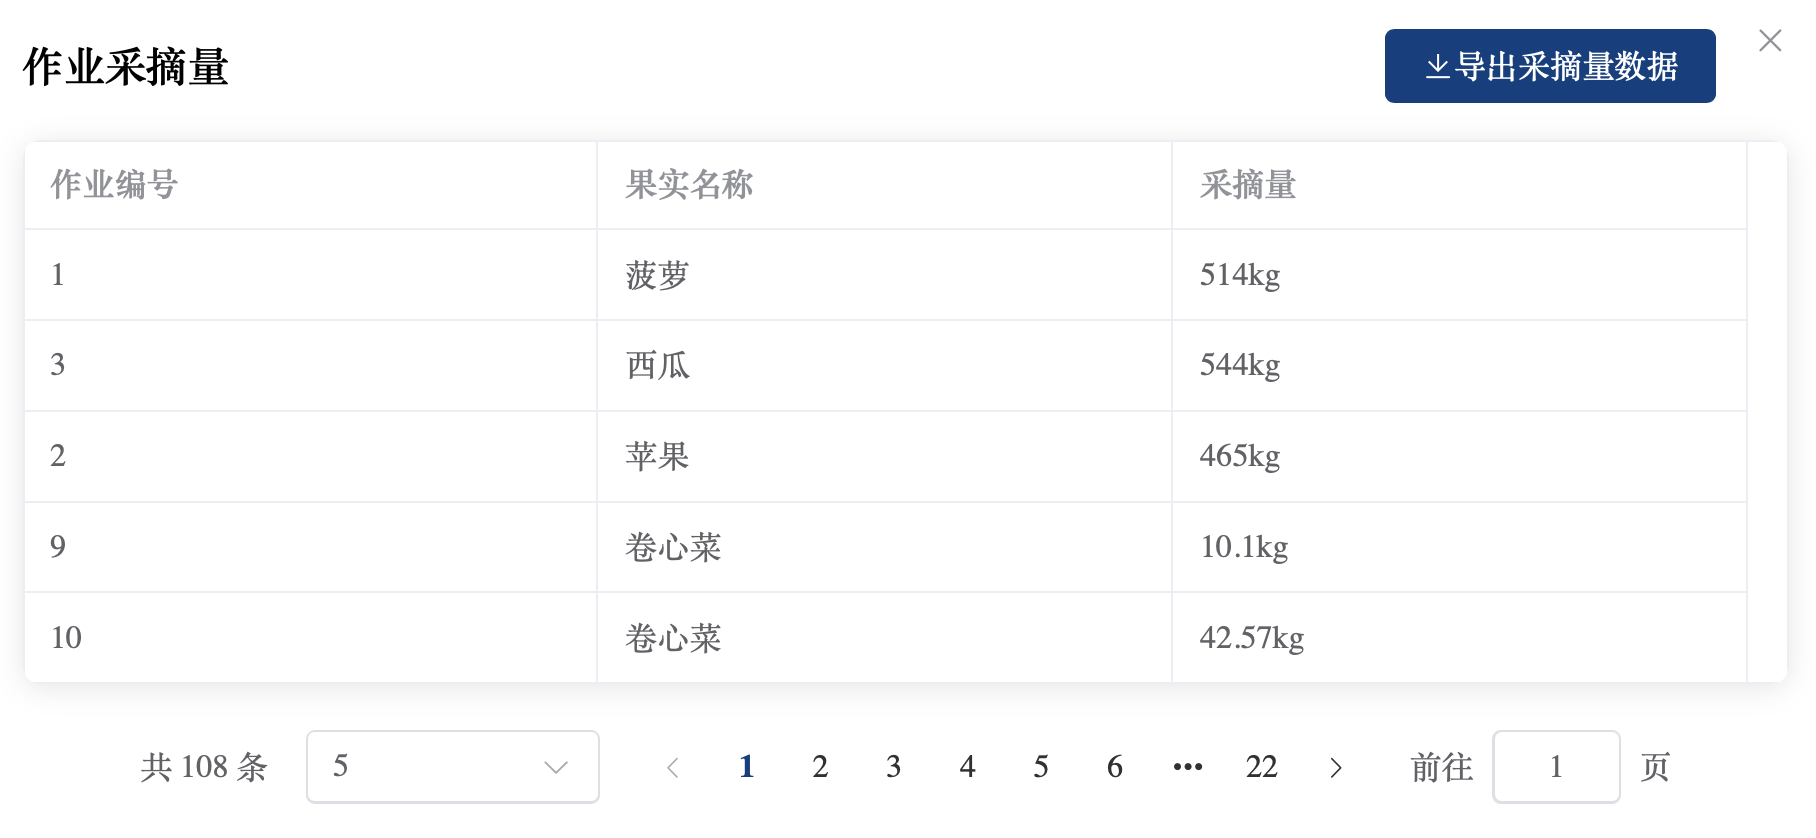 作业采摘量
导出采摘量数据
作业编号 果实名称 采摘量
1 菠萝 514kg
3 西瓜 544kg
2 苹果 465kg
9 卷心菜 10.1kg
10 卷心菜 42.57kg
共 108 条 5 1 2 3 4 5 6 ••• 22 前往 1 页